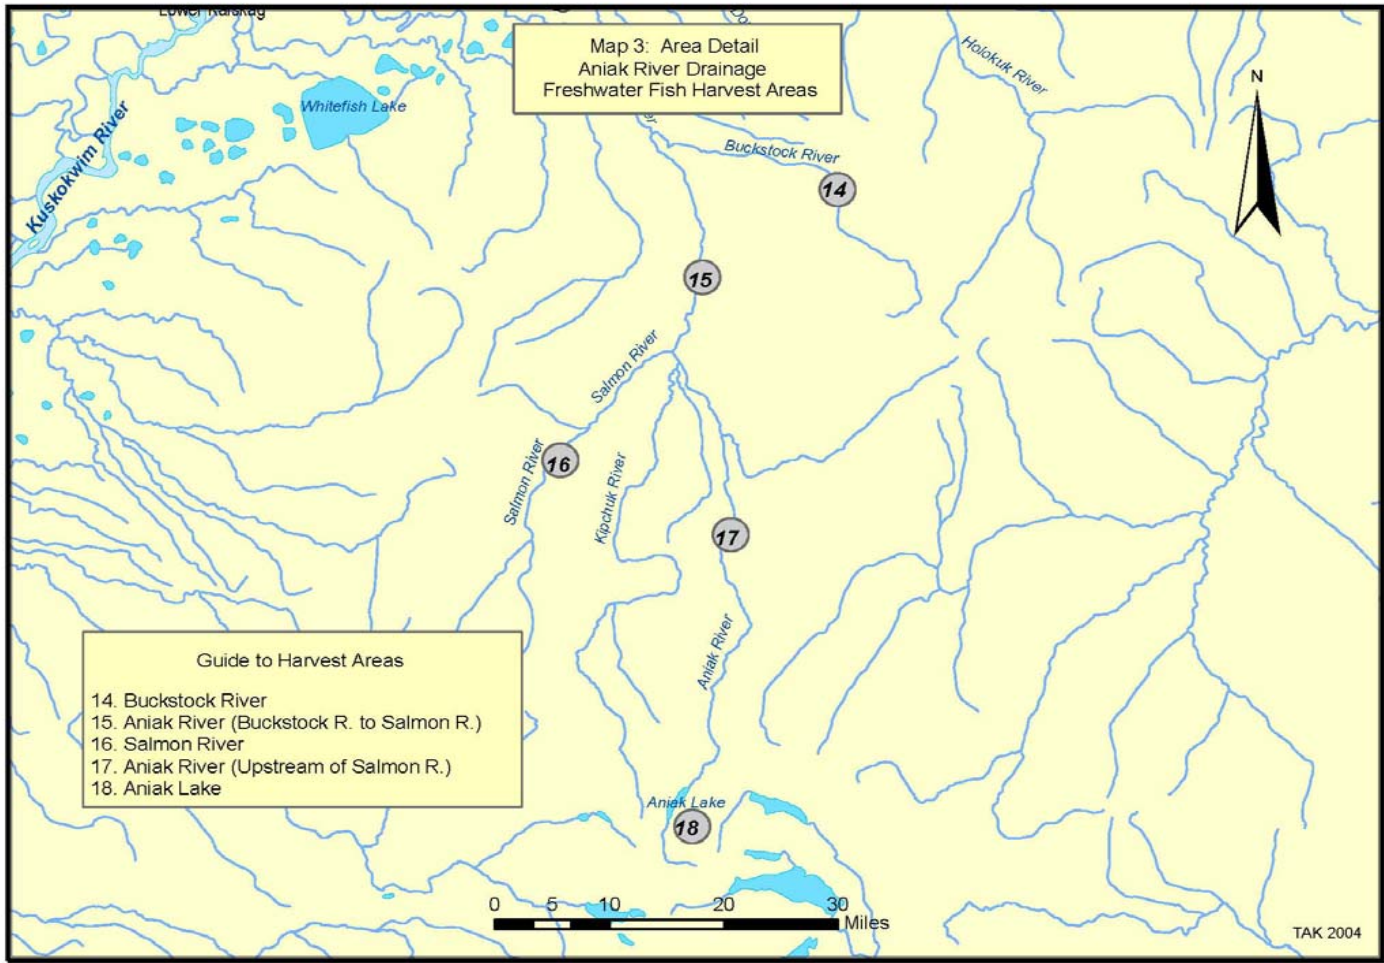 Map 3: Area Detail
Aniak River Drainage
Freshwater Fish Harvest Areas
Holokuk River
N
Whitefish Lake
Kuskokwim River
Buckstock River
14
15
Salmon River
16
Salmon River
Kipchuk River
17
Aniak River
Guide to Harvest Areas
14. Buckstock River
15. Aniak River (Buckstock R. to Salmon R.)
16. Salmon River
17. Aniak River (Upstream of Salmon R.)
18. Aniak Lake
Aniak Lake
18
0 5 10 20 30
Miles
TAK 2004